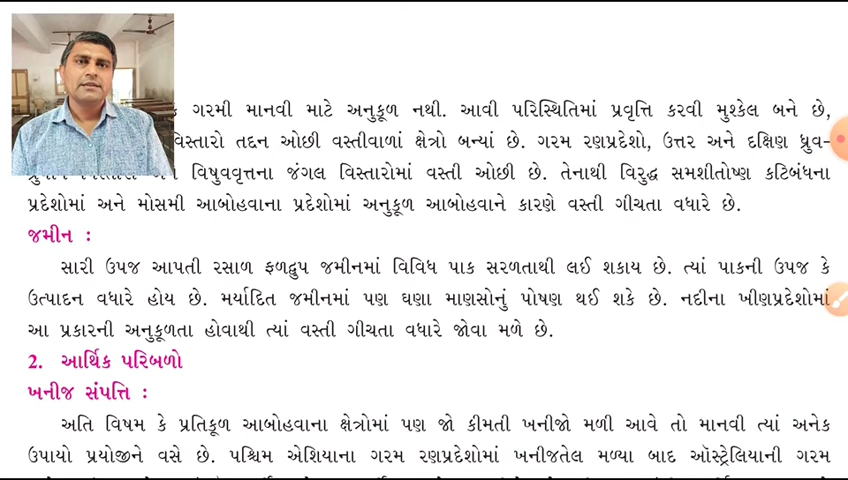 ગરમી માનવી માટે અનુકૂળ નથી. આવી પરિસ્થિતિમાં પ્રવૃત્તિ કરવી મુશ્કેલ બને છે,
વિસ્તારો તદ્દન ઓછી વસ્તીવાળાં ક્ષેત્રો બન્યાં છે. ગરમ રણપ્રદેશો, ઉત્તર અને દક્ષિણ ધ્રુવ-
વિષુવવૃત્તના જંગલ વિસ્તારોમાં વસ્તી ઓછી છે. તેનાથી વિરુદ્ધ સમશીતોષ્ણ કટિબંધના
પ્રદેશોમાં અને મોસમી આબોહવાના પ્રદેશોમાં અનુકૂળ આબોહવાને કારણે વસ્તી ગીચતા વધારે છે.
જમીન :
સારી ઉપજ આપતી રસાળ ફળદ્રુપ જમીનમાં વિવિધ પાક સરળતાથી લઈ શકાય છે. ત્યાં પાકની ઉપજ કે
ઉત્પાદન વધારે હોય છે. મર્યાદિત જમીનમાં પણ ઘણા માણસોનું પોષણ થઈ શકે છે. નદીના ખીણપ્રદેશોમાં
આ પ્રકારની અનુકૂળતા હોવાથી ત્યાં વસ્તી ગીચતા વધારે જોવા મળે છે.
2. આર્થિક પરિબળો
ખનીજ સંપત્તિ :
અતિ વિષમ કે પ્રતિકૂળ આબોહવાના ક્ષેત્રોમાં પણ જો કીમતી ખનીજો મળી આવે તો માનવી ત્યાં અનેક
ઉપાયો પ્રયોજીને વસે છે. પશ્ચિમ એશિયાના ગરમ રણપ્રદેશોમાં ખનીજતેલ મળ્યા બાદ ઑસ્ટ્રેલિયાની ગરમ